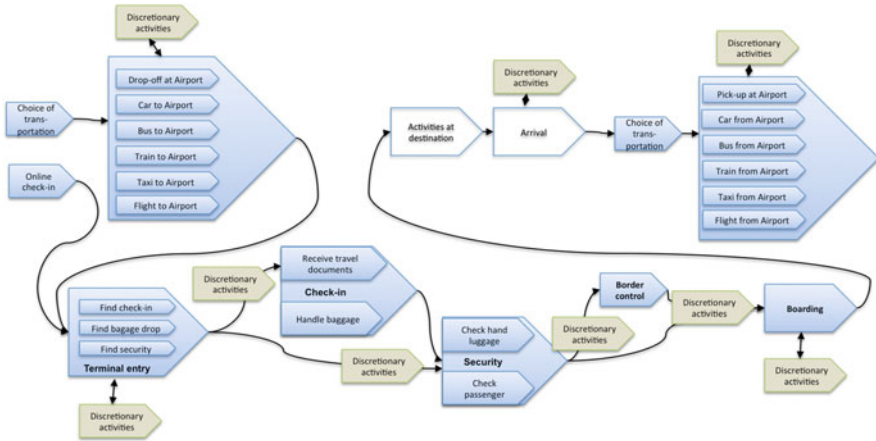 Discretionary
activities
Drop-off at Airport
Car to Airport
Bus to Airport
Train to Airport
Taxi to Airport
Flight to Airport
Choice of
trans-
portation
Online
check-in
Activities at
destination
Discretionary
activities
Arrival
Choice of
trans-
portation
Discretionary
activities
Pick-up at Airport
Car from Airport
Bus from Airport
Train from Airport
Taxi from Airport
Flight from Airport
Find check-in
Find bagage drop
Find security
Terminal entry
Discretionary
activities
Discretionary
activities
Receive travel
documents
Check-in
Handle baggage
Discretionary
activities
Check hand
luggage
Security
Check
passenger
Discretionary
activities
Border
control
Discretionary
activities
Boarding
Discretionary
activities